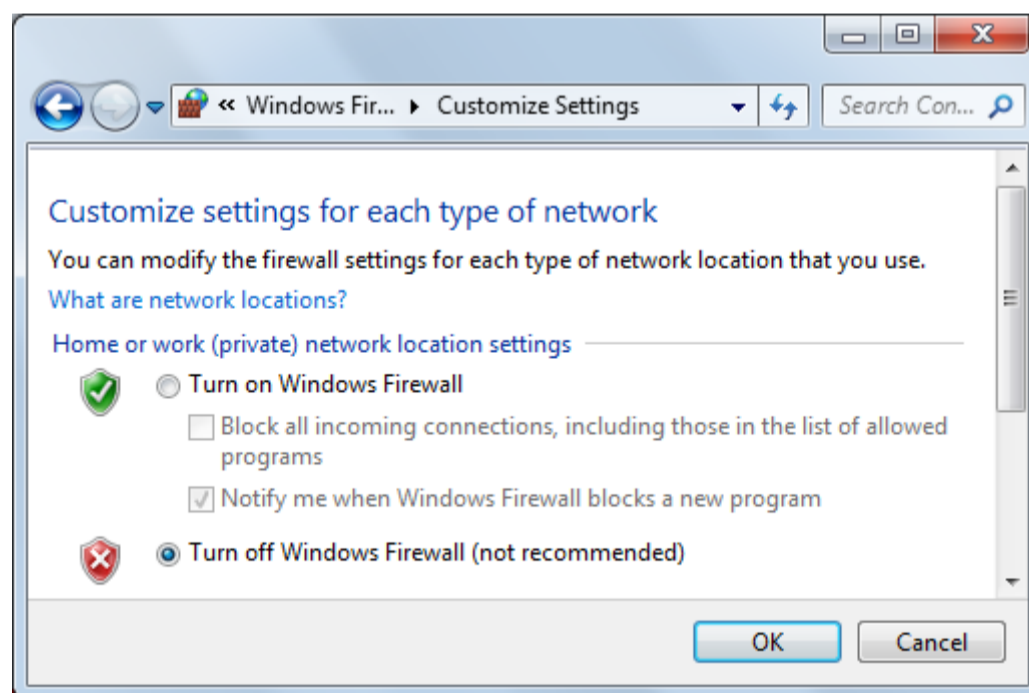 « Windows Fir... ▸ Customize Settings
Search Con...
Customize settings for each type of network
You can modify the firewall settings for each type of network location that you use.
What are network locations?
Home or work (private) network location settings
Turn on Windows Firewall
Block all incoming connections, including those in the list of allowed
programs
Notify me when Windows Firewall blocks a new program
Turn off Windows Firewall (not recommended)
OK Cancel